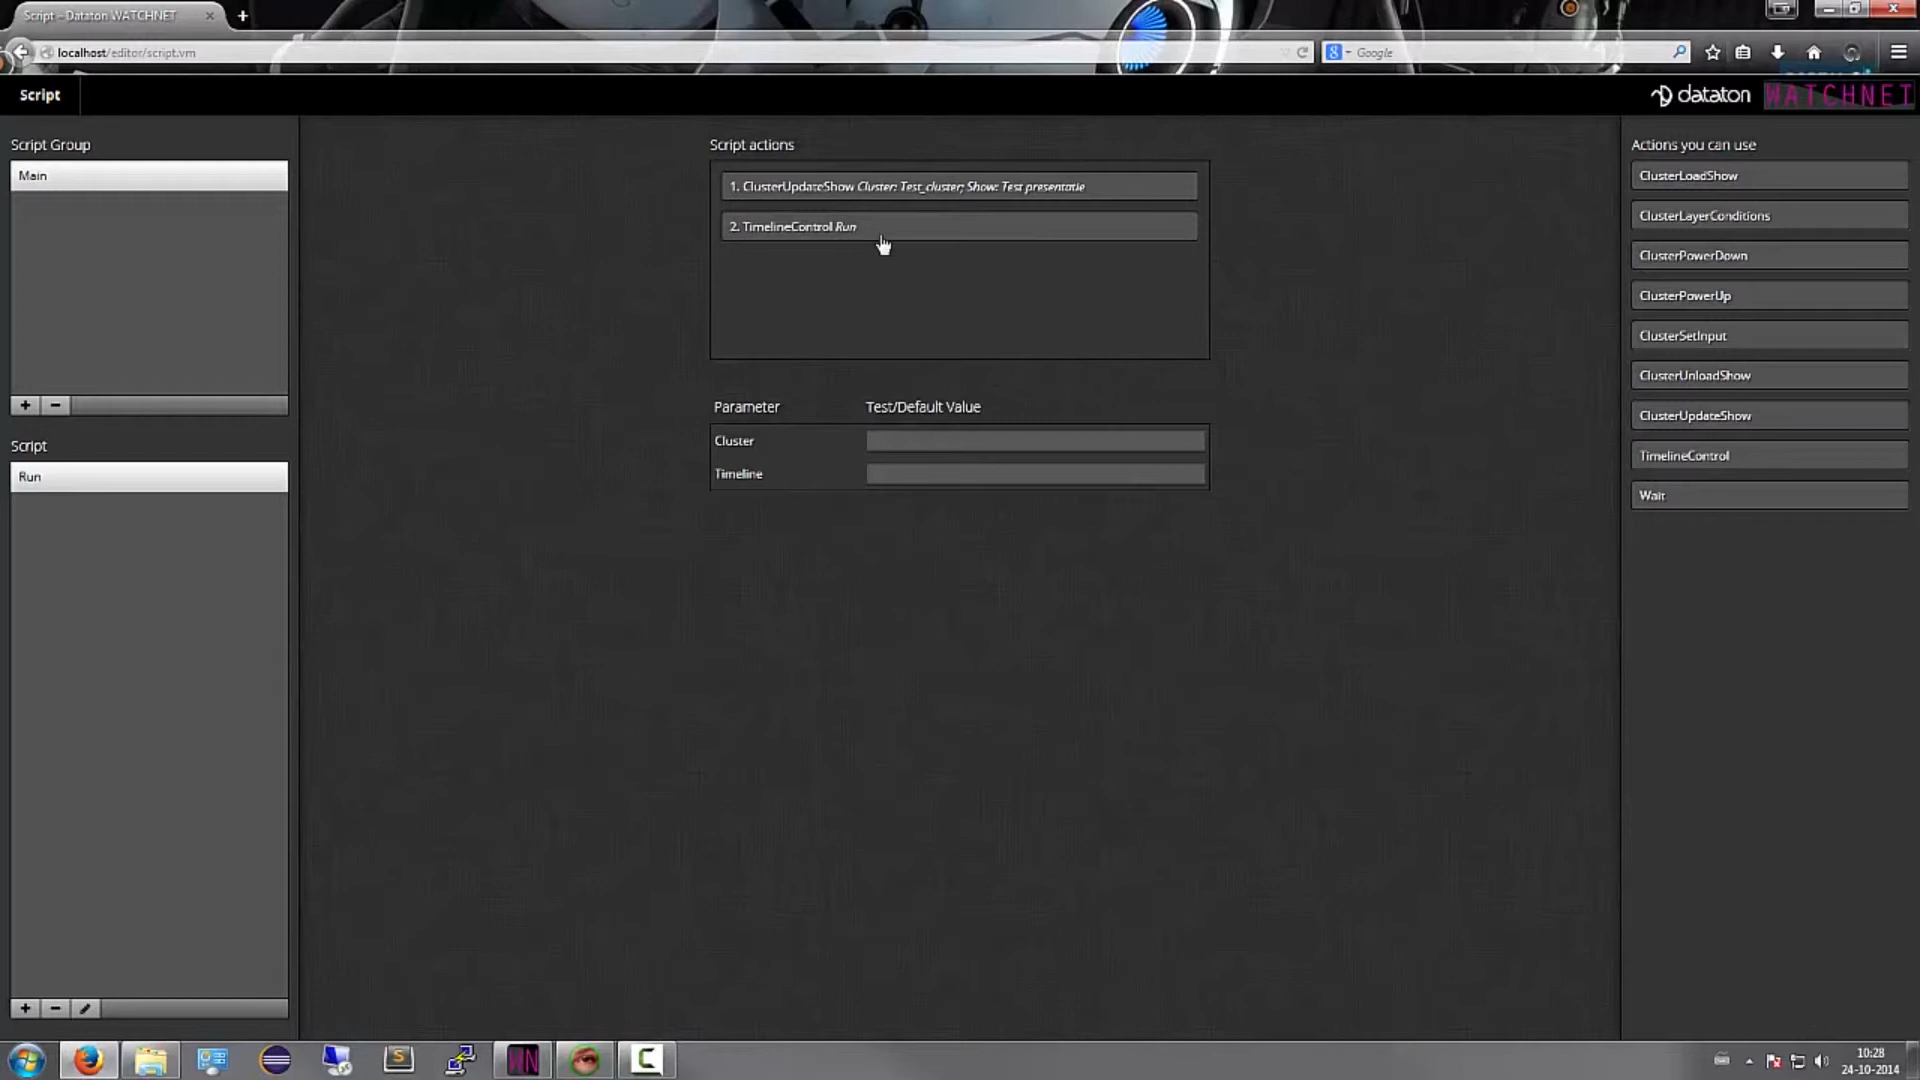 Script – Dataton WATCHNET
localhost/editor/script.vm
Google
Script
dataton WATCHNET
Script Group
Main
Script
Run
Script actions
1. ClusterUpdateShow Cluster: Test_cluster; Show: Test presentatie
2. TimelineControl Run
Parameter Test/Default Value
Cluster
Timeline
Actions you can use
ClusterLoadShow
ClusterLayerConditions
ClusterPowerDown
ClusterPowerUp
ClusterSetInput
ClusterUnloadShow
ClusterUpdateShow
TimelineControl
Wait
10:28
24-10-2014